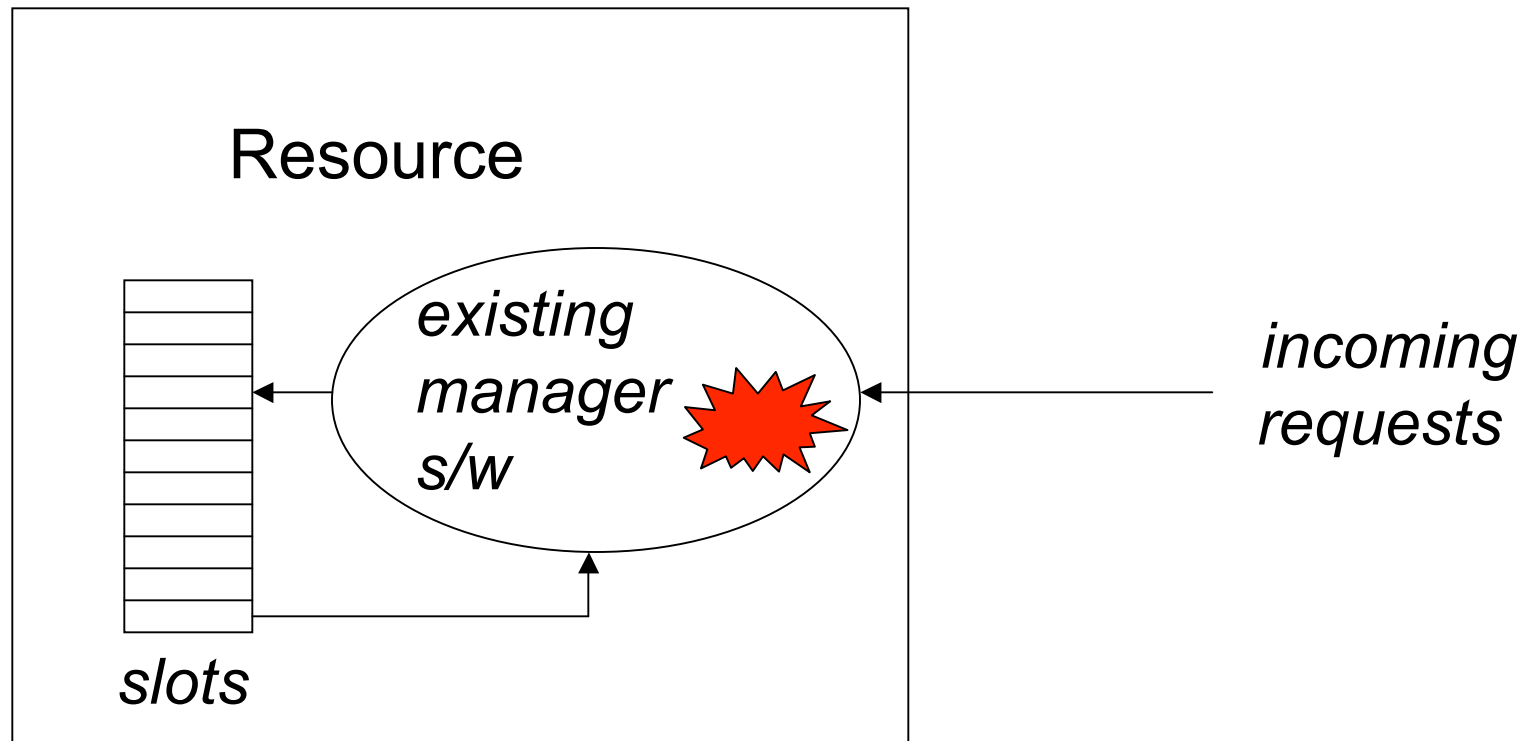 Resource
existing
manager
s/w
incoming
requests
slots